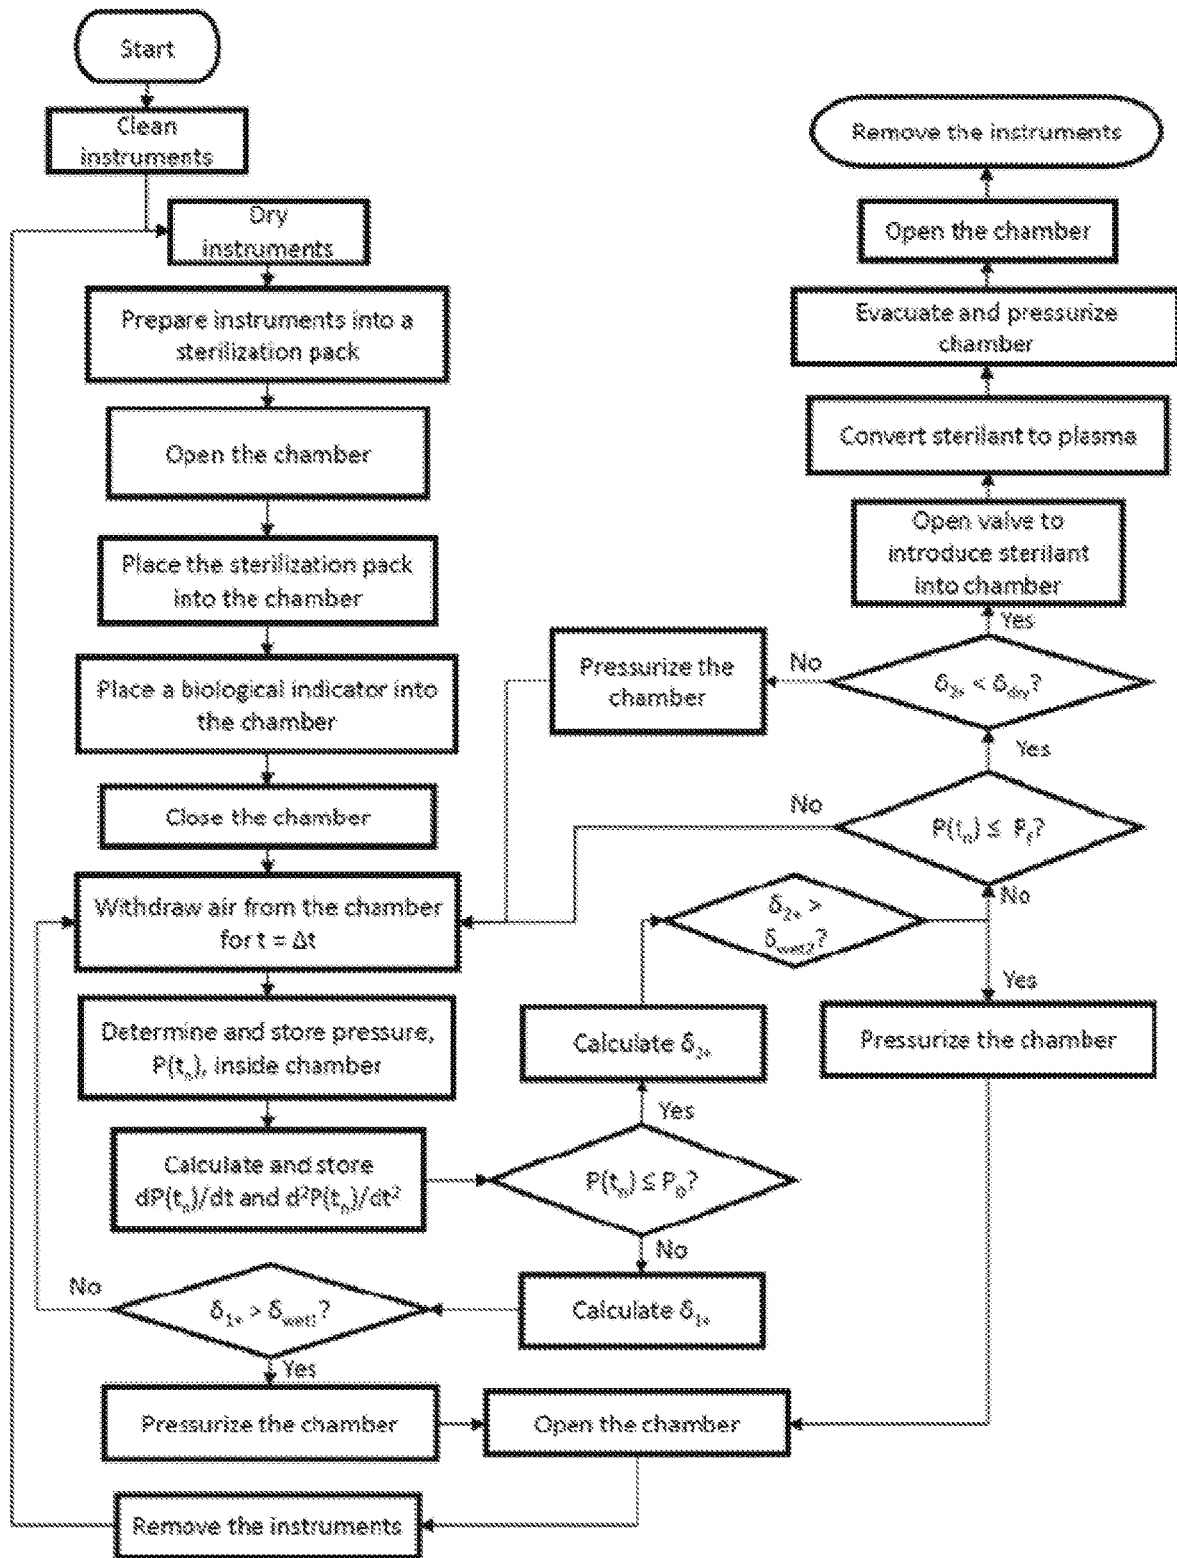 Start
Clean
instruments
Dry
instruments
Prepare instruments into a
sterilization pack
Open the chamber
Place the sterilization pack
into the chamber
Place a biological indicator into
the chamber
Close the chamber
Withdraw air from the chamber
for t = Δt
Determine and store pressure,
P(tₙ), inside chamber
Calculate and store
dP(tₙ)/dt and d²P(tₙ)/dt²
P(tₙ) ≤ P₀?
No
Calculate δ₁₊
δ₁₊ > δwet1?
No
Yes
Pressurize the chamber
Open the chamber
Remove the instruments
Yes
Calculate δ₂₊
δ₂₊ >
δwet2?
Yes
Pressurize the chamber
No
P(tₙ) ≤ Pf?
No
Yes
δ₂₊ < δdry?
No
Pressurize the
chamber
Yes
Open valve to
introduce sterilant
into chamber
Convert sterilant to plasma
Evacuate and pressurize
chamber
Open the chamber
Remove the instruments